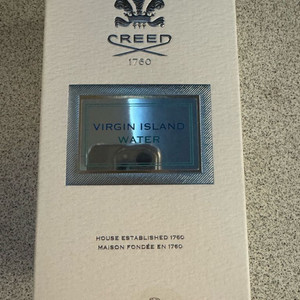 CREED
1760
VIRGIN ISLAND
WATER
HOUSE ESTABLISHED 1760
MAISON FONDÉE EN 1760